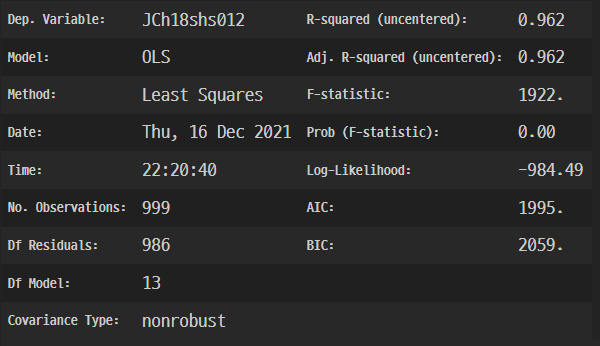 Dep. Variable: JCh18shs012 R-squared (uncentered): 0.962
Model: OLS Adj. R-squared (uncentered): 0.962
Method: Least Squares F-statistic: 1922.
Date: Thu, 16 Dec 2021 Prob (F-statistic): 0.00
Time: 22:20:40 Log-Likelihood: -984.49
No. Observations: 999 AIC: 1995.
Df Residuals: 986 BIC: 2059.
Df Model: 13
Covariance Type: nonrobust